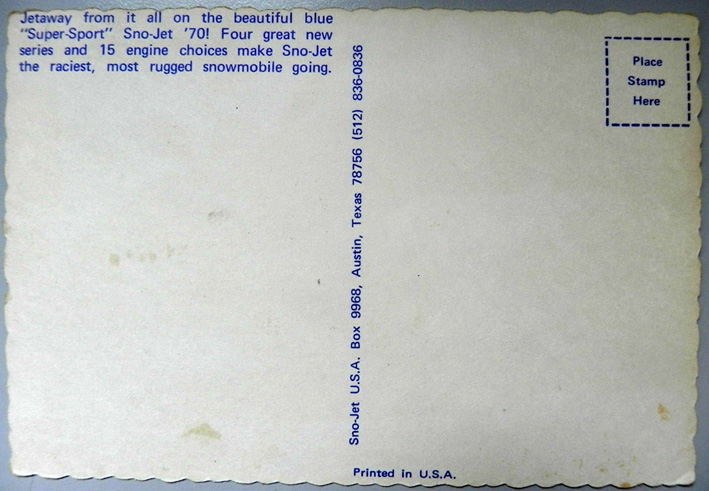 Jetaway from it all on the beautiful blue
"Super-Sport" Sno-Jet '70! Four great new
series and 15 engine choices make Sno-Jet
the raciest, most rugged snowmobile going.
Sno-Jet U.S.A. Box 9968, Austin, Texas 78756 (512) 836-0836
Place
Stamp
Here
Printed in U.S.A.